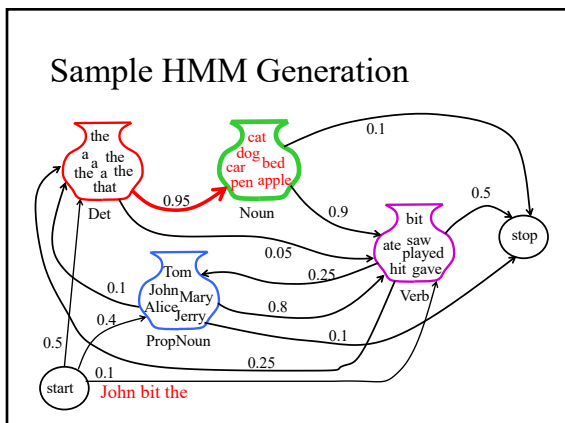 Sample HMM Generation
the
a
a
the
the
a
the
that
Det
0.95
cat
dog
car
bed
pen
apple
Noun
0.1
0.9
0.05
0.5
stop
bit
ate
saw
played
hit
gave
Verb
0.25
Tom
John
Mary
Alice
Jerry
PropNoun
0.1
0.8
0.1
0.4
0.5
0.25
0.1
start
John bit the